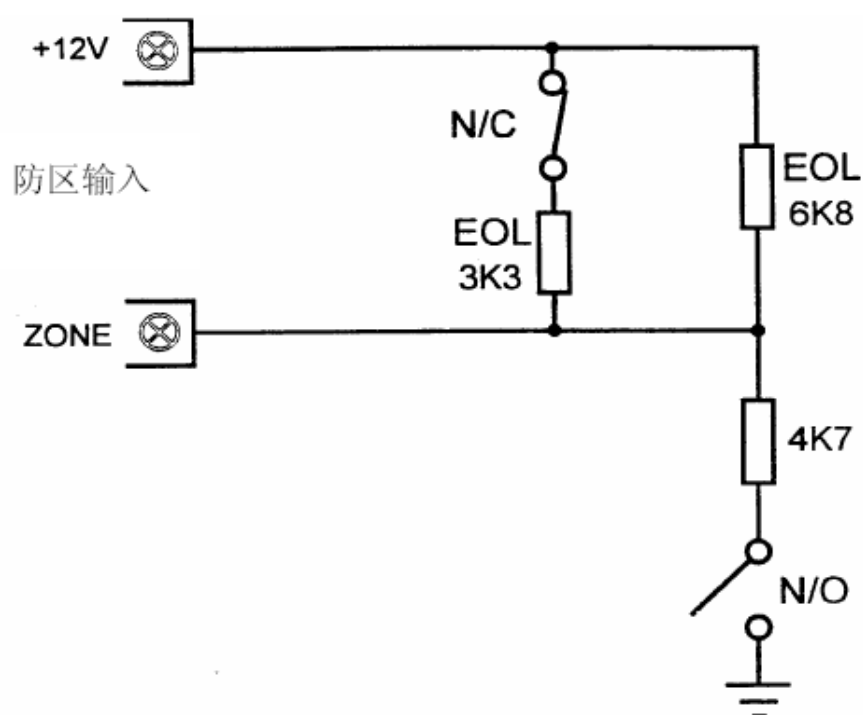 +12V
N/C
防区输入
EOL
6K8
EOL
3K3
ZONE
4K7
N/O